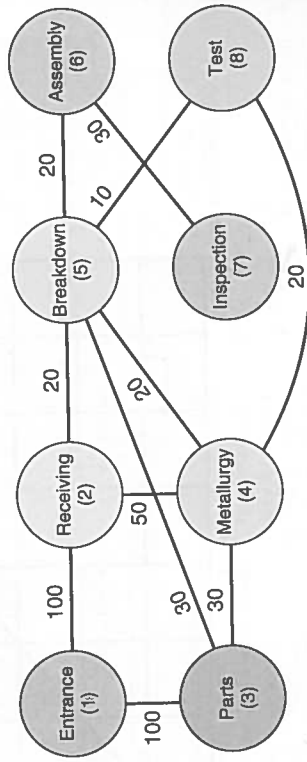 Entrance
(1)
100
Receiving
(2)
20
Breakdown
(5)
20
Assembly
(6)
100
50
30
20
10
30
Parts
(3)
30
Metallurgy
(4)
Inspection
(7)
Test
(8)
20